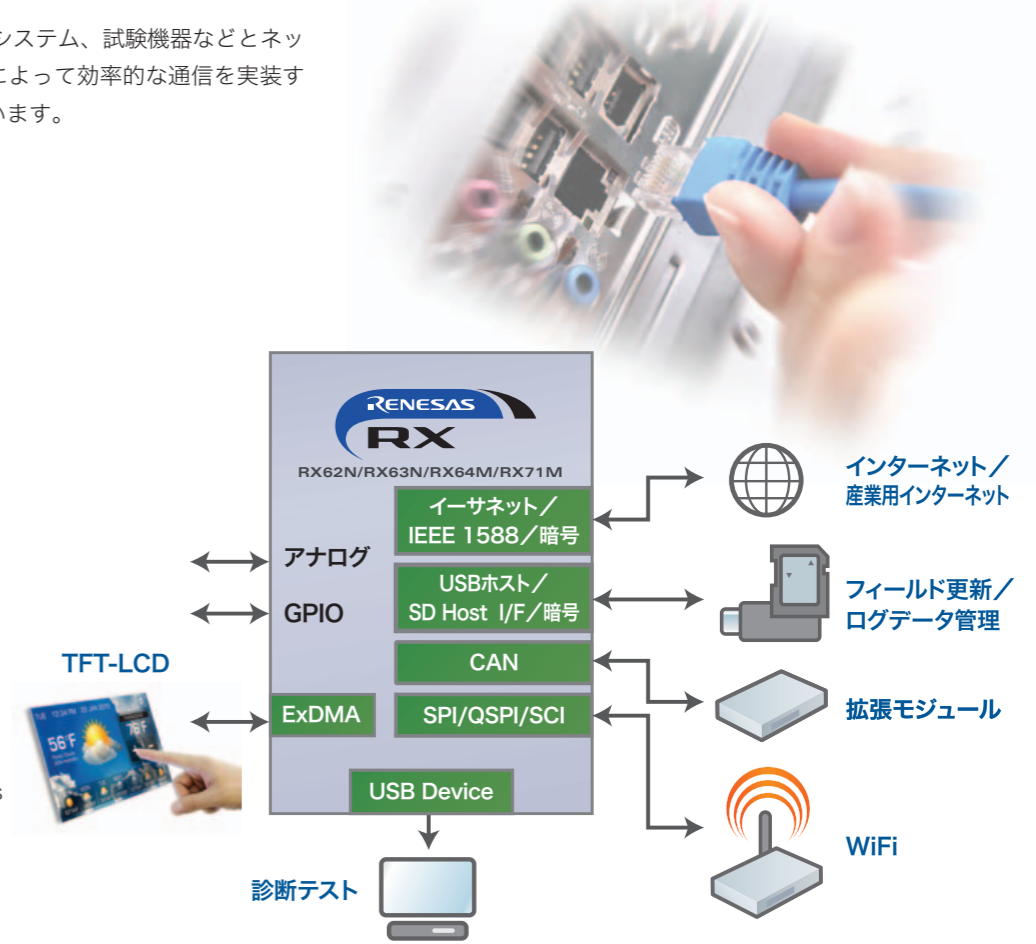 システム、試験機器などとネッ
によって効率的な通信を実装す
います。
RENESAS
RX
RX62N/RX63N/RX64M/RX71M
イーサネット／
IEEE 1588／暗号
アナログ
USBホスト／
SD Host I/F／暗号
GPIO
CAN
ExDMA
SPI/QSPI/SCI
USB Device
インターネット／
産業用インターネット
フィールド更新／
ログデータ管理
拡張モジュール
WiFi
TFT-LCD
56°F
s
診断テスト